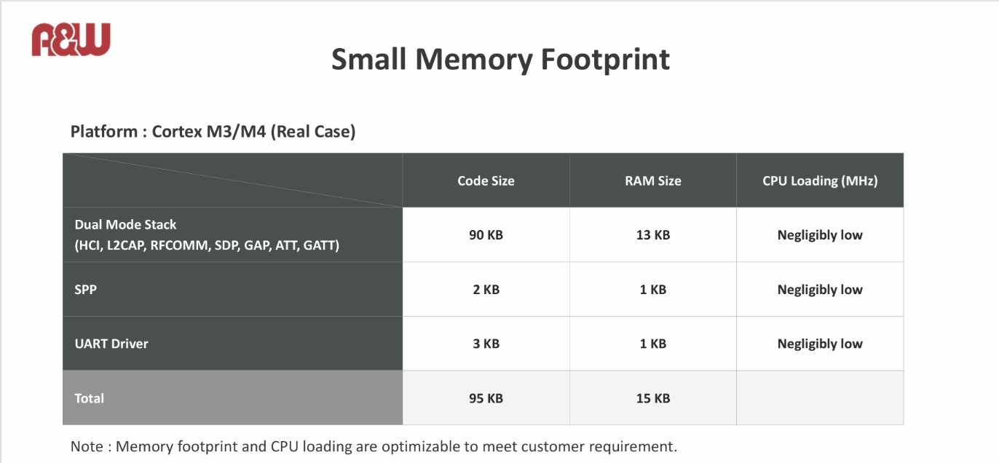 A&W
Small Memory Footprint
Platform : Cortex M3/M4 (Real Case)
Code Size RAM Size CPU Loading (MHz)
Dual Mode Stack
(HCI, L2CAP, RFCOMM, SDP, GAP, ATT, GATT) 90 KB 13 KB Negligibly low
SPP 2 KB 1 KB Negligibly low
UART Driver 3 KB 1 KB Negligibly low
Total 95 KB 15 KB
Note : Memory footprint and CPU loading are optimizable to meet customer requirement.